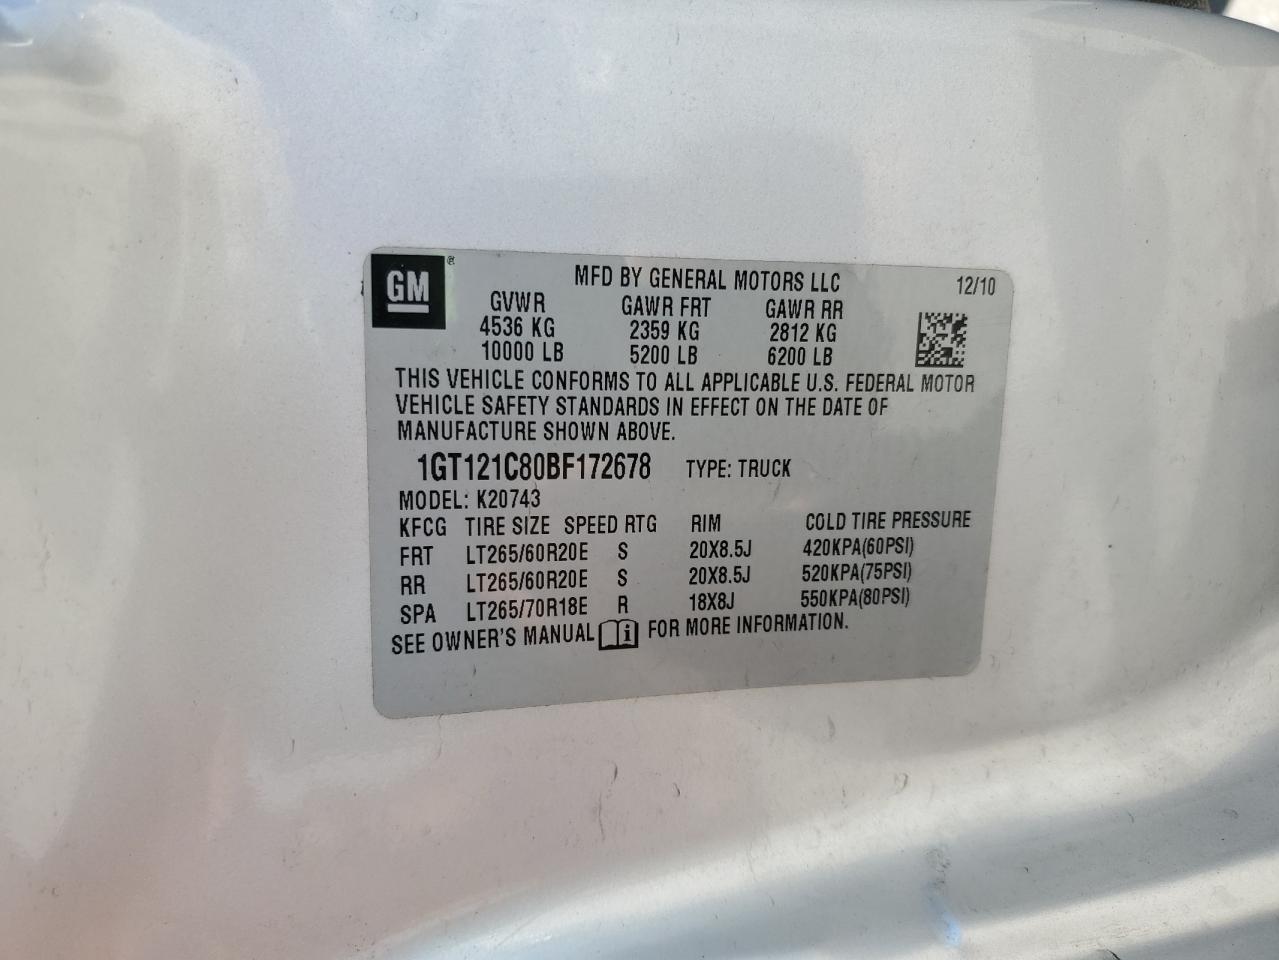 GM ®
MFD BY GENERAL MOTORS LLC 12/10
GVWR GAWR FRT GAWR RR
4536 KG 2359 KG 2812 KG
10000 LB 5200 LB 6200 LB
THIS VEHICLE CONFORMS TO ALL APPLICABLE U.S. FEDERAL MOTOR
VEHICLE SAFETY STANDARDS IN EFFECT ON THE DATE OF
MANUFACTURE SHOWN ABOVE.
1GT121C80BF172678 TYPE: TRUCK
MODEL: K20743
KFCG TIRE SIZE SPEED RTG RIM COLD TIRE PRESSURE
FRT LT265/60R20E S 20X8.5J 420KPA(60PSI)
RR LT265/60R20E S 20X8.5J 520KPA(75PSI)
SPA LT265/70R18E R 18X8J 550KPA(80PSI)
SEE OWNER'S MANUAL i FOR MORE INFORMATION.